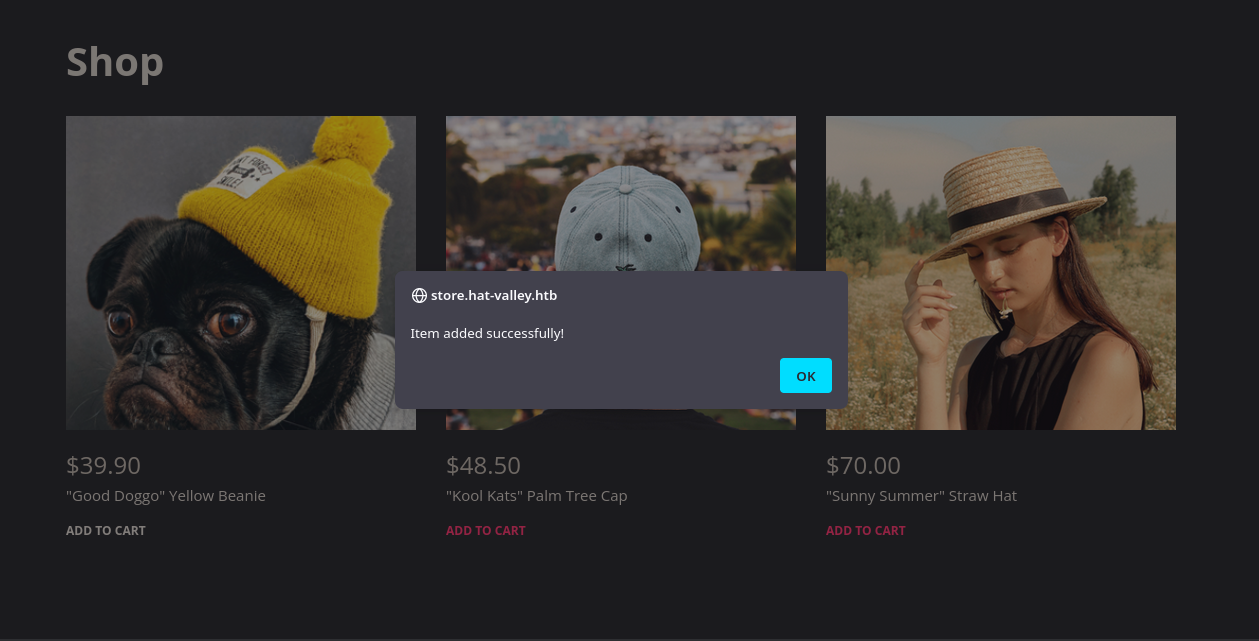 Shop
store.hat-valley.htb
Item added successfully!
OK
$39.90
"Good Doggo" Yellow Beanie
ADD TO CART
$48.50
"Kool Kats" Palm Tree Cap
ADD TO CART
$70.00
"Sunny Summer" Straw Hat
ADD TO CART